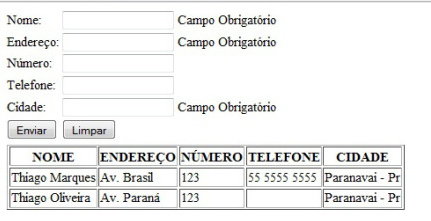 Nome: Campo Obrigatório
Endereço: Campo Obrigatório
Número:
Telefone:
Cidade: Campo Obrigatório
Enviar Limpar
NOME ENDEREÇO NÚMERO TELEFONE CIDADE
Thiago Marques Av. Brasil 123 55 5555 5555 Paranavai - Pr
Thiago Oliveira Av. Paraná 123 Paranavai - Pr